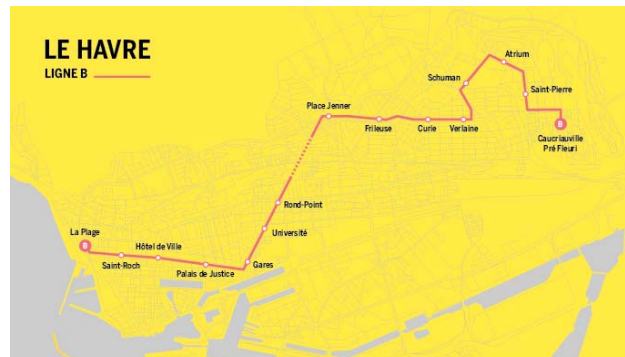 LE HAVRE
LIGNE B
Atrium
Schuman
Saint-Pierre
Place Jenner
Frileuse
Curie
Verlaine
B
Caucriauville
Pré Fleuri
Rond-Point
La Plage
B
Université
Hôtel de Ville
Saint-Roch
Gares
Palais de Justice